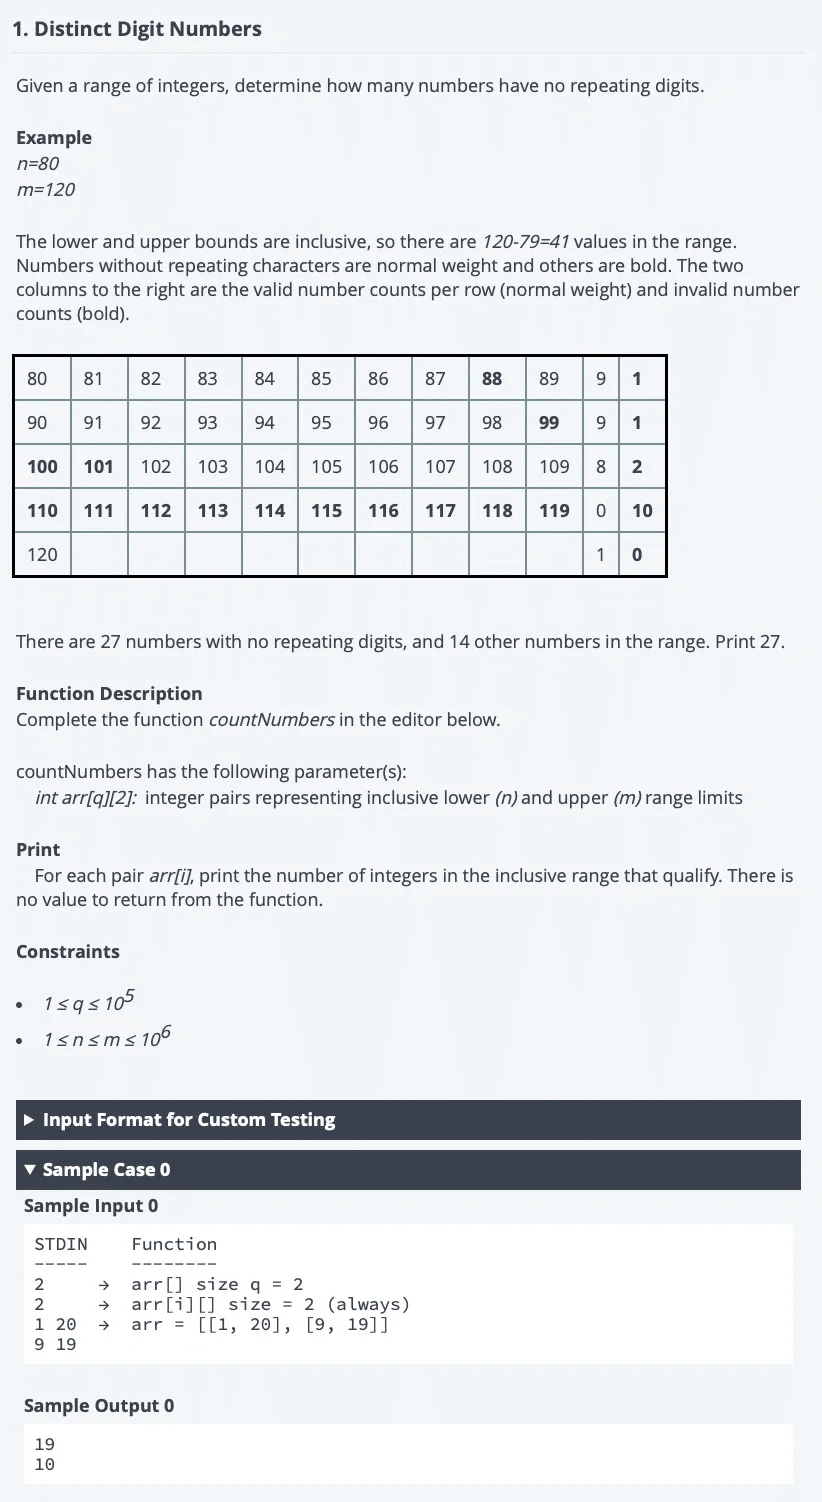 1. Distinct Digit Numbers
Given a range of integers, determine how many numbers have no repeating digits.
Example
n=80
m=120
The lower and upper bounds are inclusive, so there are 120-79=41 values in the range.
Numbers without repeating characters are normal weight and others are bold. The two
columns to the right are the valid number counts per row (normal weight) and invalid number
counts (bold).
80 81 82 83 84 85 86 87 88 89 9 1
90 91 92 93 94 95 96 97 98 99 9 1
100 101 102 103 104 105 106 107 108 109 8 2
110 111 112 113 114 115 116 117 118 119 0 10
120 1 0
There are 27 numbers with no repeating digits, and 14 other numbers in the range. Print 27.
Function Description
Complete the function countNumbers in the editor below.
countNumbers has the following parameter(s):
int arr[q][2]: integer pairs representing inclusive lower (n) and upper (m) range limits
Print
For each pair arr[i], print the number of integers in the inclusive range that qualify. There is
no value to return from the function.
Constraints
• 1 ≤ q ≤ 10^5
• 1 ≤ n ≤ m ≤ 10^6
▶ Input Format for Custom Testing
▼ Sample Case 0
Sample Input 0
STDIN Function
----- --------
2 → arr[] size q = 2
2 → arr[i][] size = 2 (always)
1 20 → arr = [[1, 20], [9, 19]]
9 19
Sample Output 0
19
10